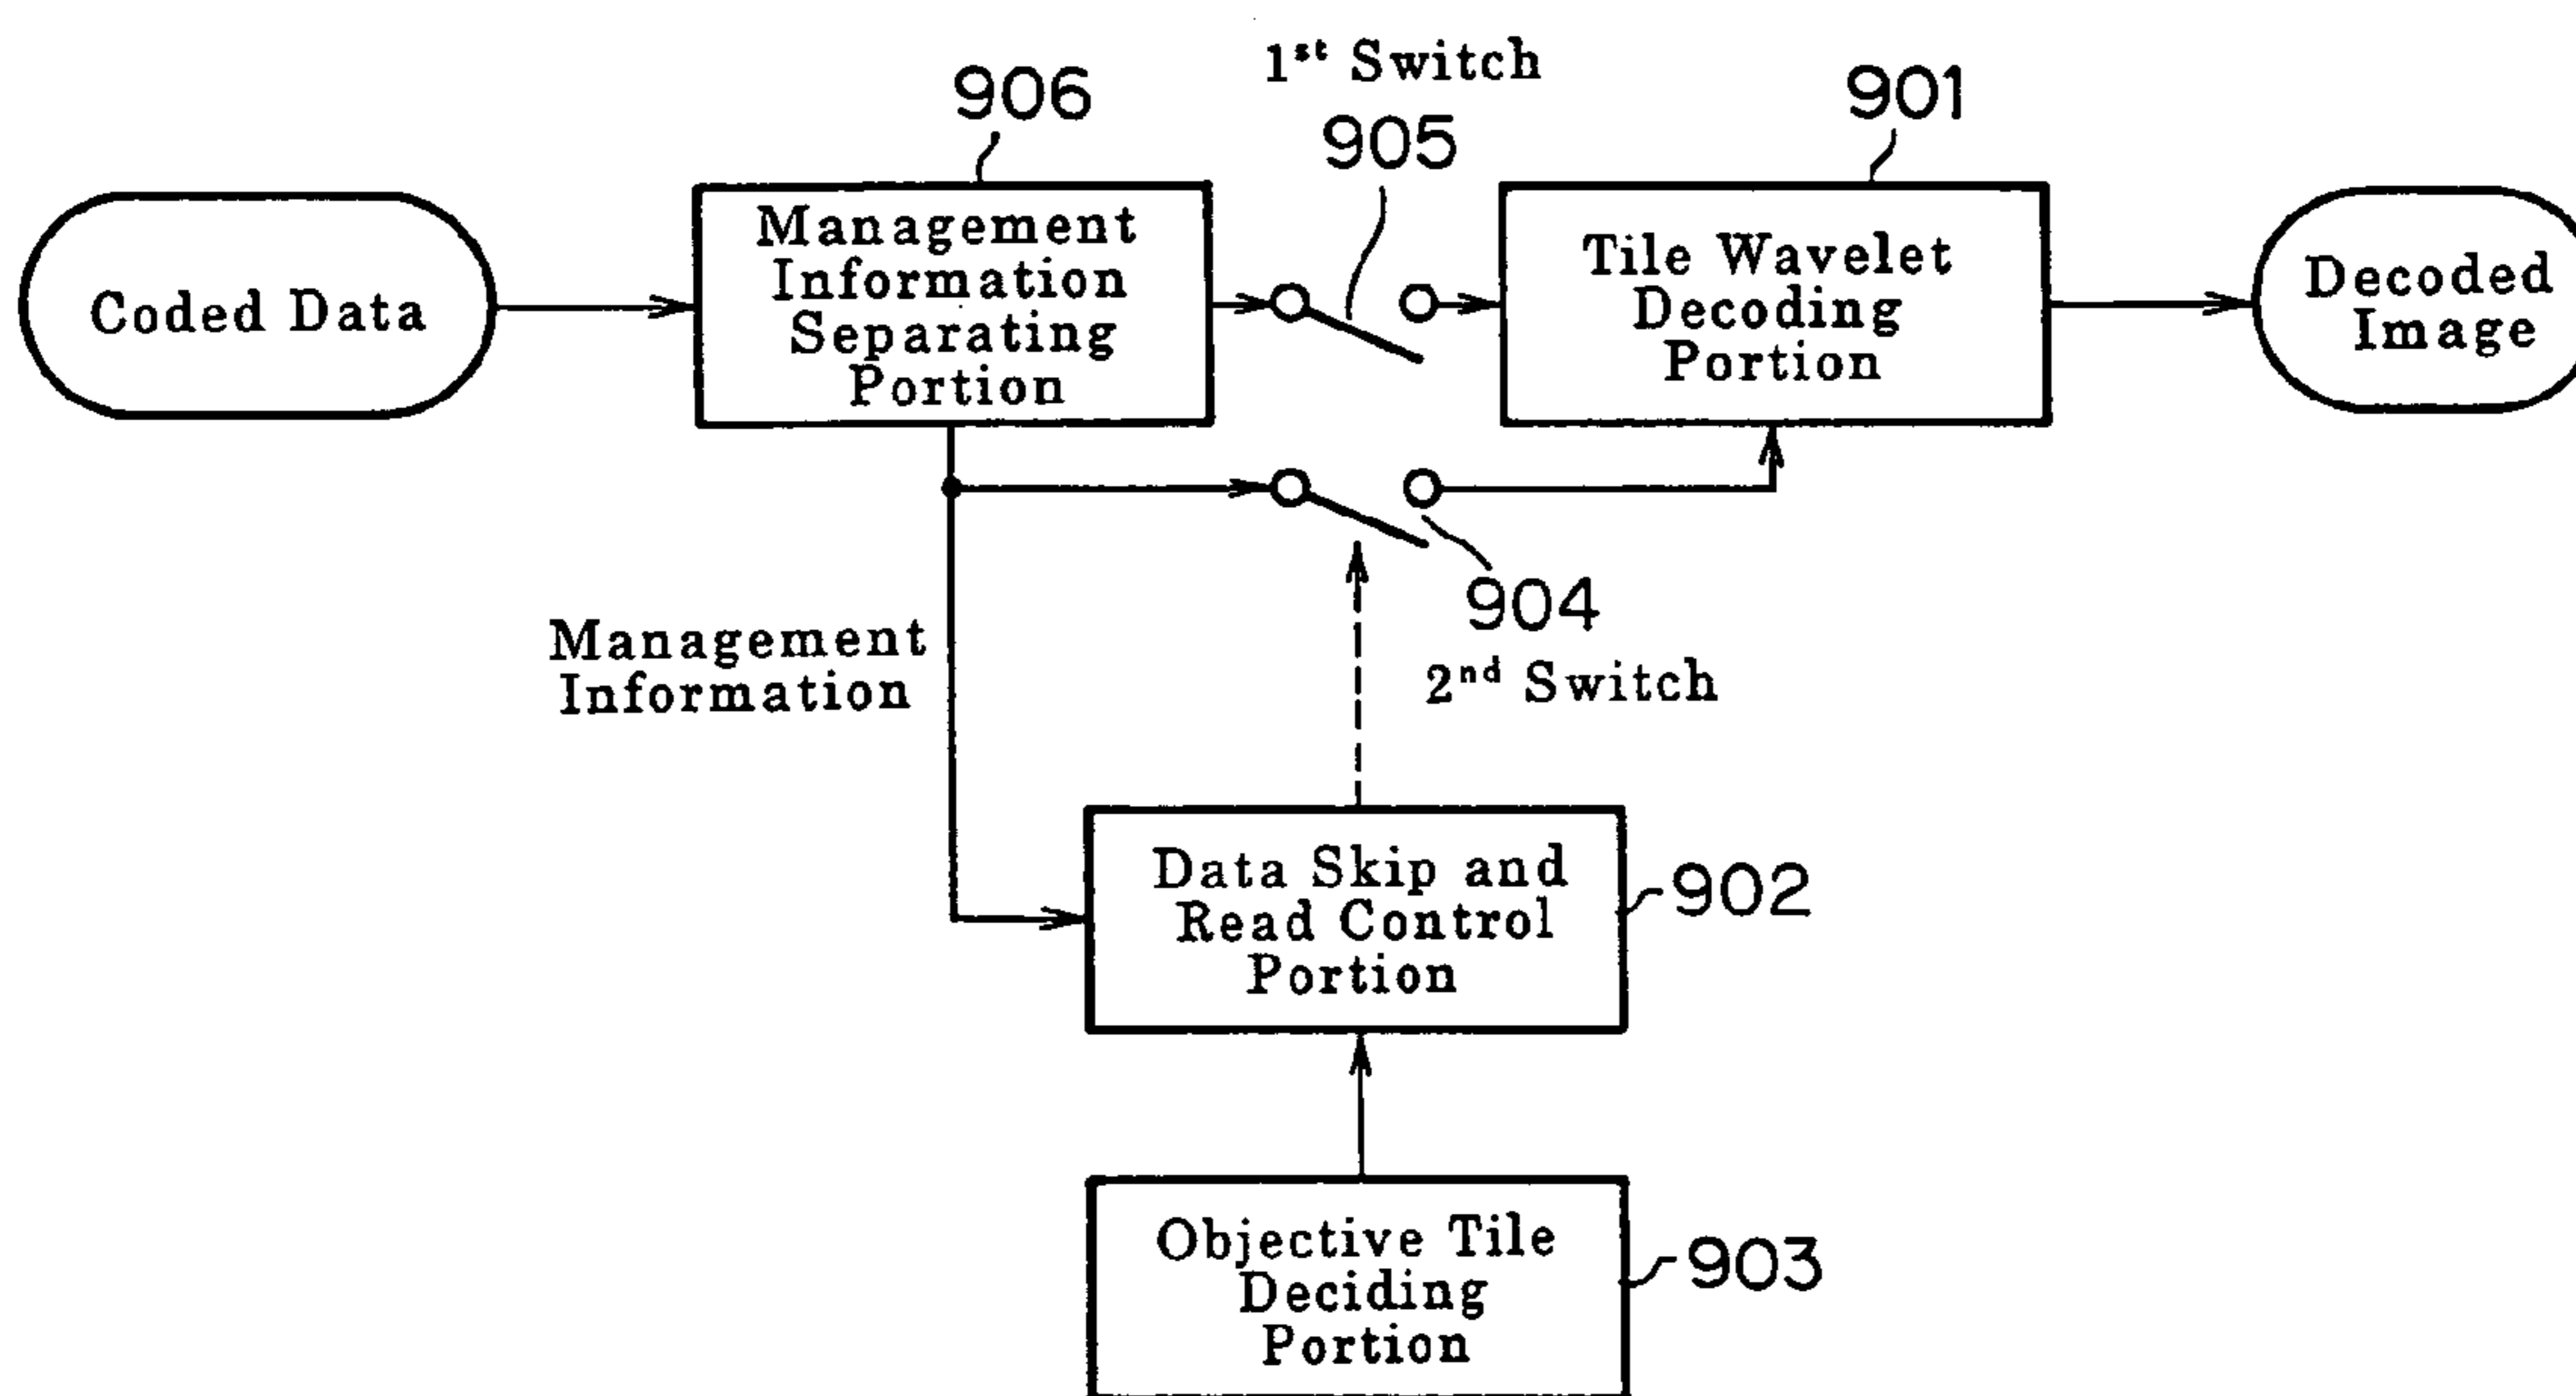 1st Switch
906
905
901
Coded Data
Management
Information
Separating
Portion
Tile Wavelet
Decoding
Portion
Decoded
Image
904
2nd Switch
Management
Information
Data Skip and
Read Control
Portion
902
Objective Tile
Deciding
Portion
903